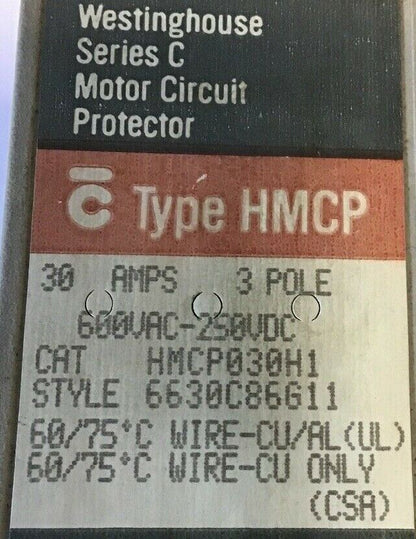 Westinghouse
Series C
Motor Circuit
Protector
C Type HMCP
30 AMPS 3 POLE
600VAC-250VDC
CAT HMCP030H1
STYLE 6630C86G11
60/75°C WIRE-CU/AL(UL)
60/75°C WIRE-CU ONLY
(CSA)